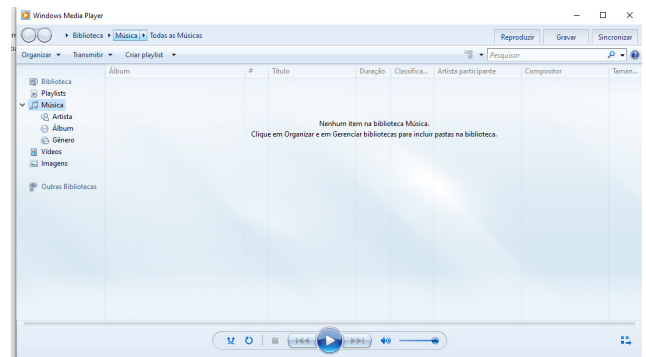 Windows Media Player
Biblioteca Música Todas as Músicas
Reproduzir Gravar Sincronizar
Organizar Transmitir Criar playlist Pesquisar
Álbum # Título Duração Classifica... Artista participante Compositor Taman...
Biblioteca
Playlists
Música
Artista
Álbum
Gênero
Vídeos
Imagens
Outras Bibliotecas
Nenhum item na biblioteca Música.
Clique em Organizar e em Gerenciar bibliotecas para incluir pastas na biblioteca.